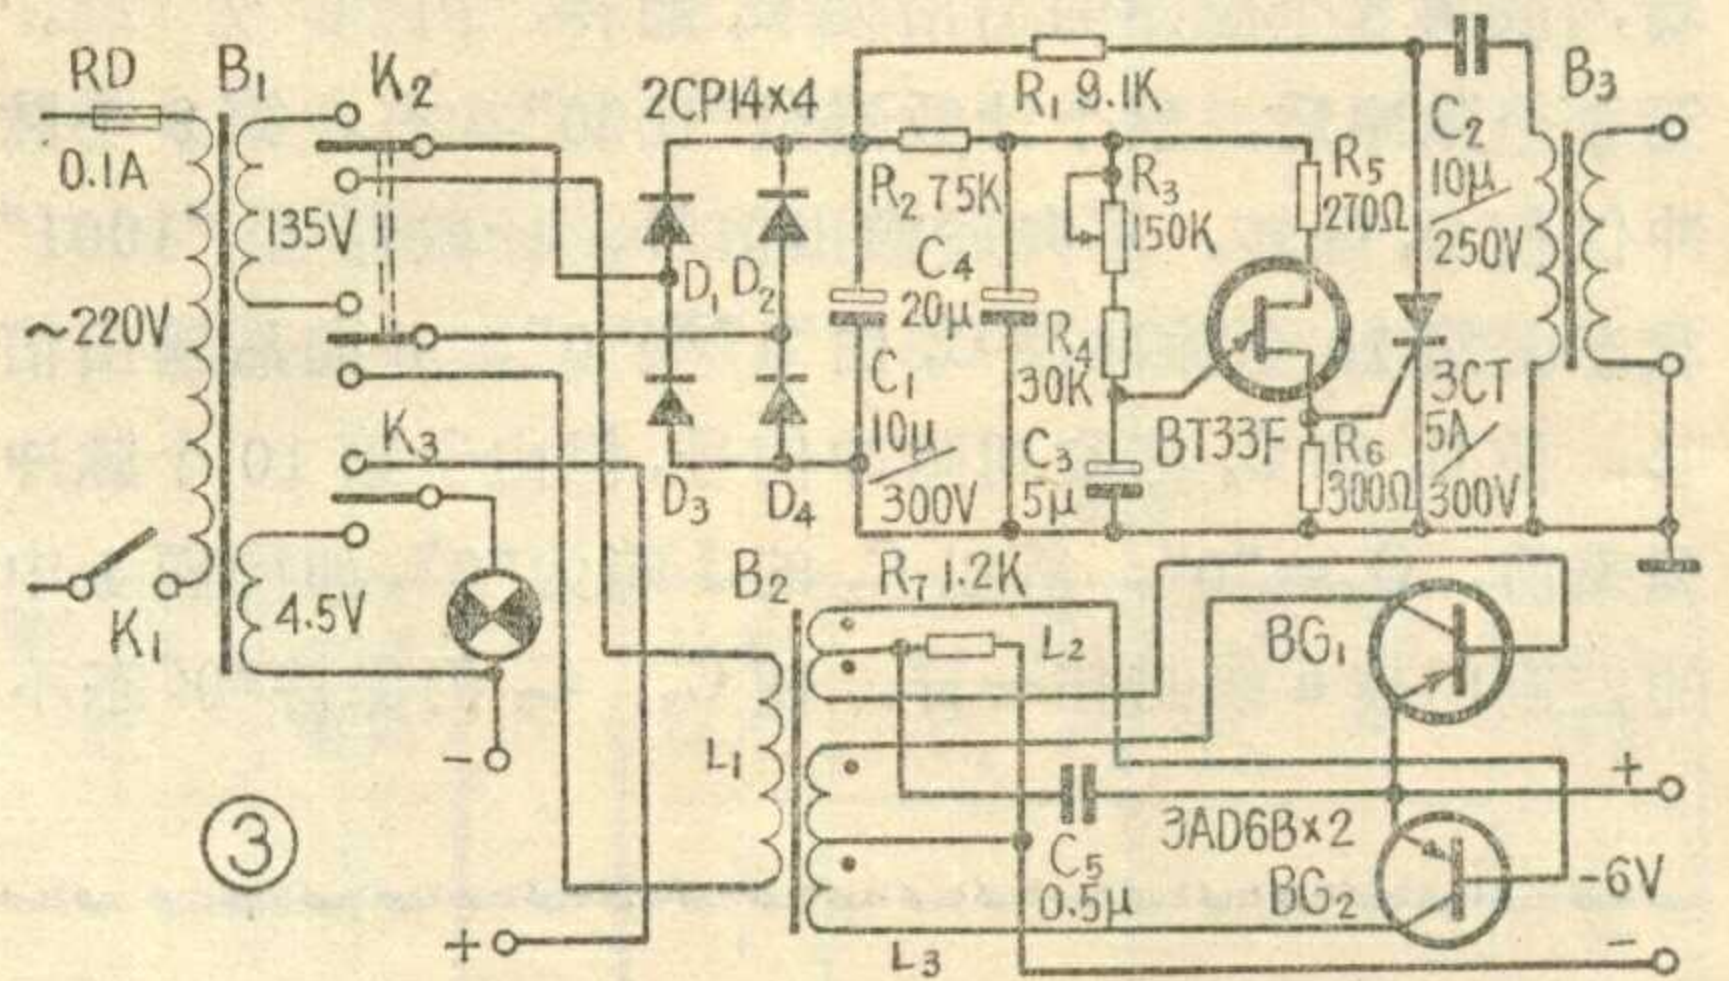 RD
0.1A
~220V
K₁
B₁
135V
4.5V
K₂
K₃
-
+
③
2CP14×4
D₁
D₂
D₃
D₄
R₁ 9.1K
R₂ 75K
C₁
10μ/300V
C₄
20μ
R₃
150K
R₄
30K
C₃
5μ
BT33F
R₅
270Ω
R₆
300Ω
C₂
10μ/250V
3CT
5A/300V
B₃
B₂
R₇ 1.2K
L₁
L₂
L₃
C₅
0.5μ
3AD6B×2
BG₁
BG₂
+
-6V
-